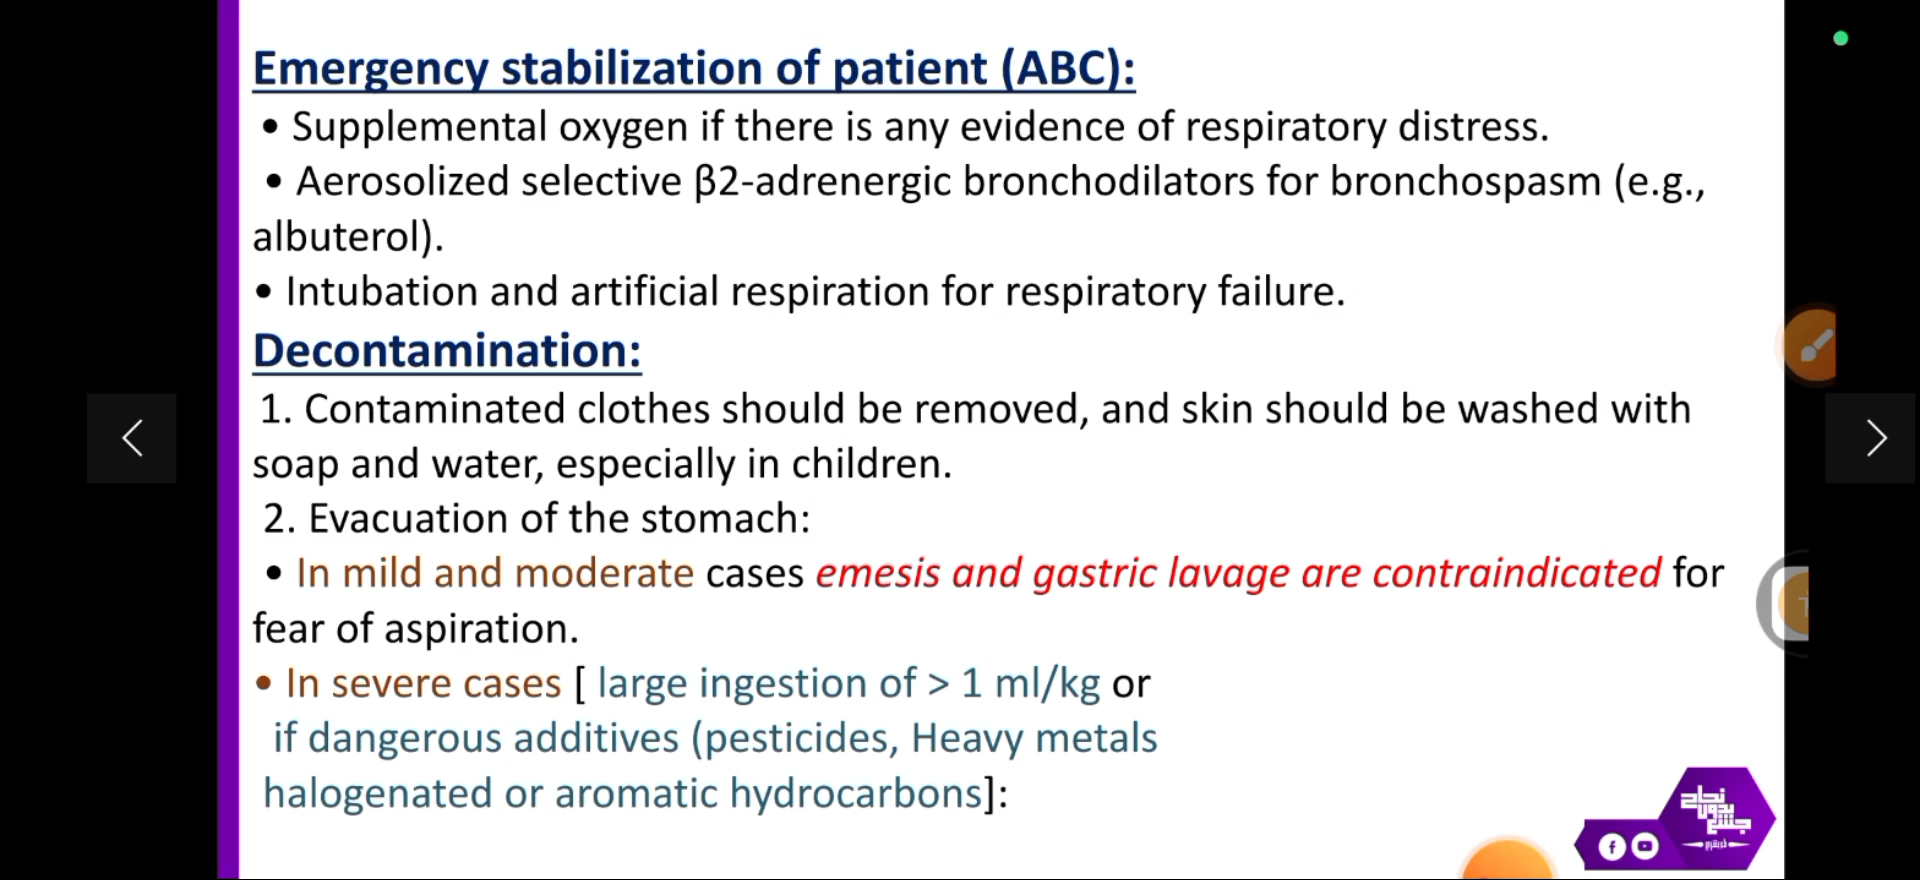 Emergency stabilization of patient (ABC):
• Supplemental oxygen if there is any evidence of respiratory distress.
• Aerosolized selective β2-adrenergic bronchodilators for bronchospasm (e.g.,
albuterol).
• Intubation and artificial respiration for respiratory failure.
Decontamination:
1. Contaminated clothes should be removed, and skin should be washed with
soap and water, especially in children.
2. Evacuation of the stomach:
• In mild and moderate cases emesis and gastric lavage are contraindicated for
fear of aspiration.
• In severe cases [ large ingestion of > 1 ml/kg or
if dangerous additives (pesticides, Heavy metals
halogenated or aromatic hydrocarbons]:
نجاح
بدون